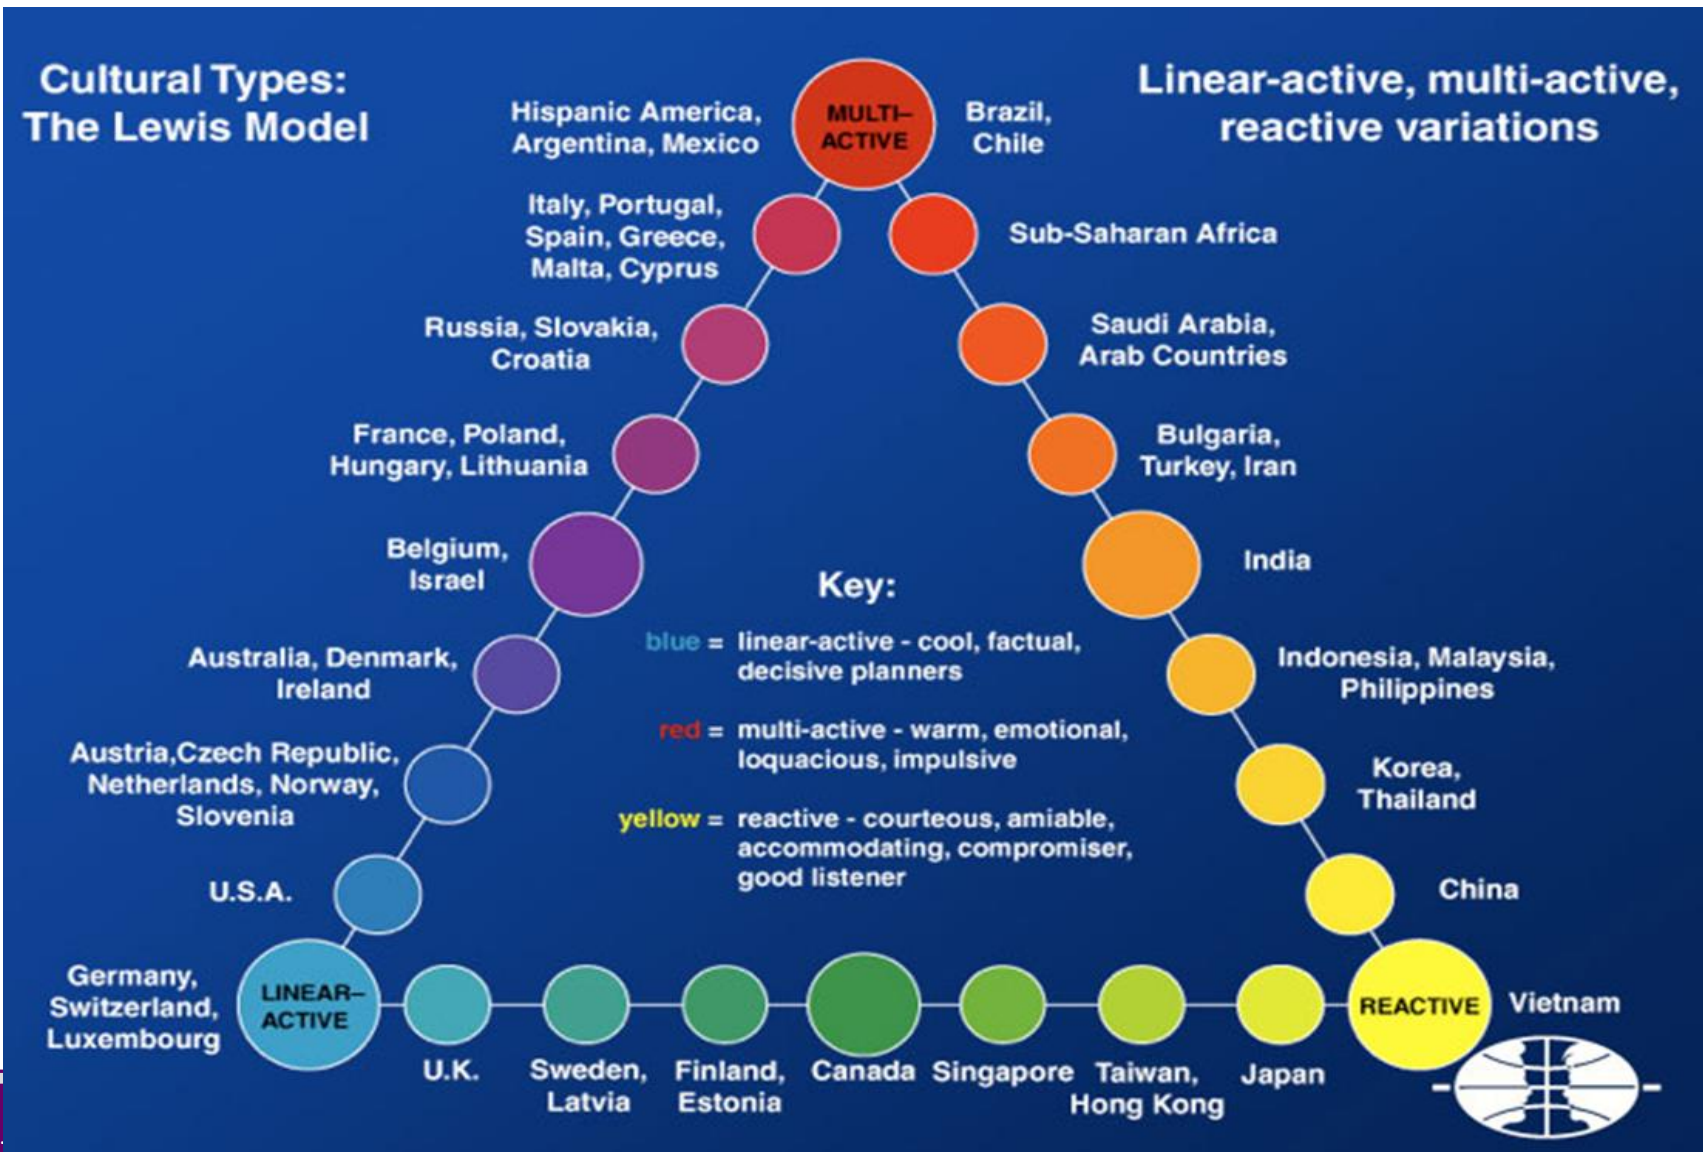 Cultural Types:
The Lewis Model
Linear-active, multi-active,
reactive variations
MULTI–
ACTIVE
Hispanic America,
Argentina, Mexico
Brazil,
Chile
Italy, Portugal,
Spain, Greece,
Malta, Cyprus
Sub-Saharan Africa
Russia, Slovakia,
Croatia
Saudi Arabia,
Arab Countries
France, Poland,
Hungary, Lithuania
Bulgaria,
Turkey, Iran
Belgium,
Israel
India
Australia, Denmark,
Ireland
Indonesia, Malaysia,
Philippines
Austria,Czech Republic,
Netherlands, Norway,
Slovenia
Korea,
Thailand
U.S.A.
China
Key:
blue = linear-active - cool, factual,
decisive planners
red = multi-active - warm, emotional,
loquacious, impulsive
yellow = reactive - courteous, amiable,
accommodating, compromiser,
good listener
Germany,
Switzerland,
Luxembourg
LINEAR–
ACTIVE
REACTIVE
Vietnam
U.K.
Sweden,
Latvia
Finland,
Estonia
Canada
Singapore
Taiwan,
Hong Kong
Japan